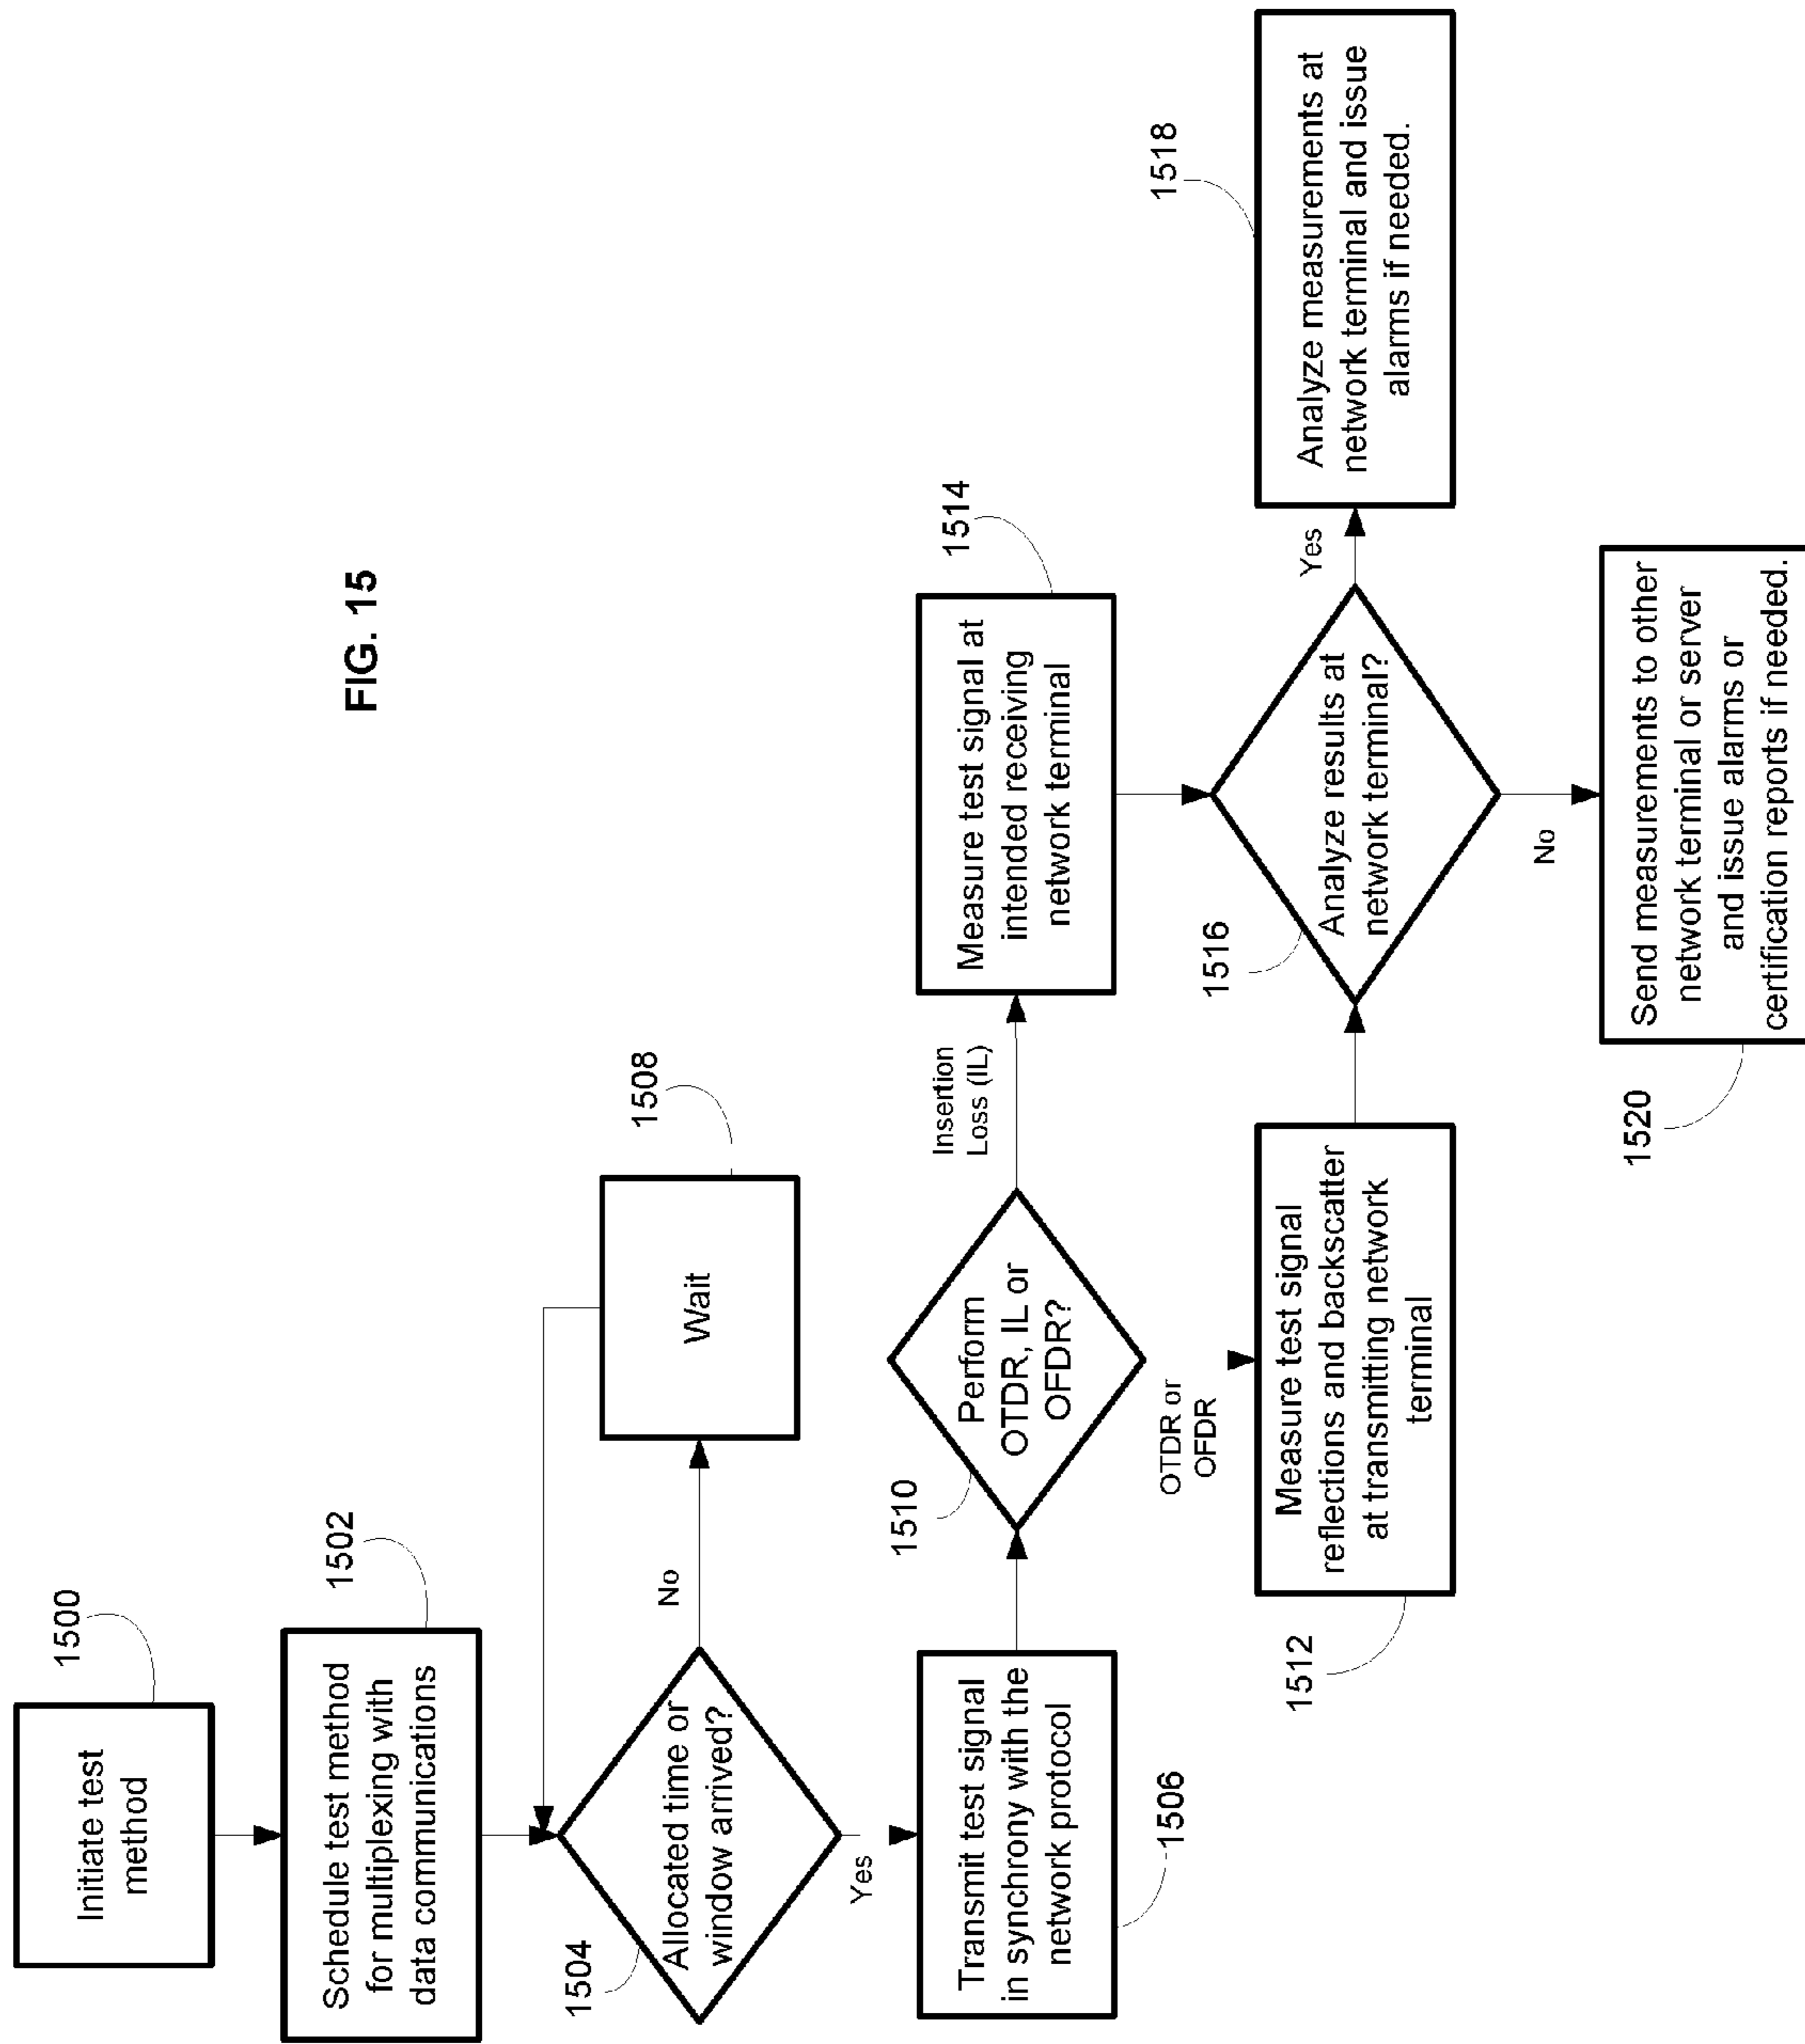 FIG. 15
1500
Initiate test
method
1502
Schedule test method
for multiplexing with
data communications
1504
Allocated time or
window arrived?
No
1508
Wait
Yes
1506
Transmit test signal
in synchrony with the
network protocol
1510
Perform
OTDR, IL or
OFDR?
Insertion
Loss (IL)
1514
Measure test signal at
intended receiving
network terminal
OTDR or
OFDR
1512
Measure test signal
reflections and backscatter
at transmitting network
terminal
1516
Analyze results at
network terminal?
Yes
1518
Analyze measurements at
network terminal and issue
alarms if needed.
No
1520
Send measurements to other
network terminal or server
and issue alarms or
certification reports if needed.